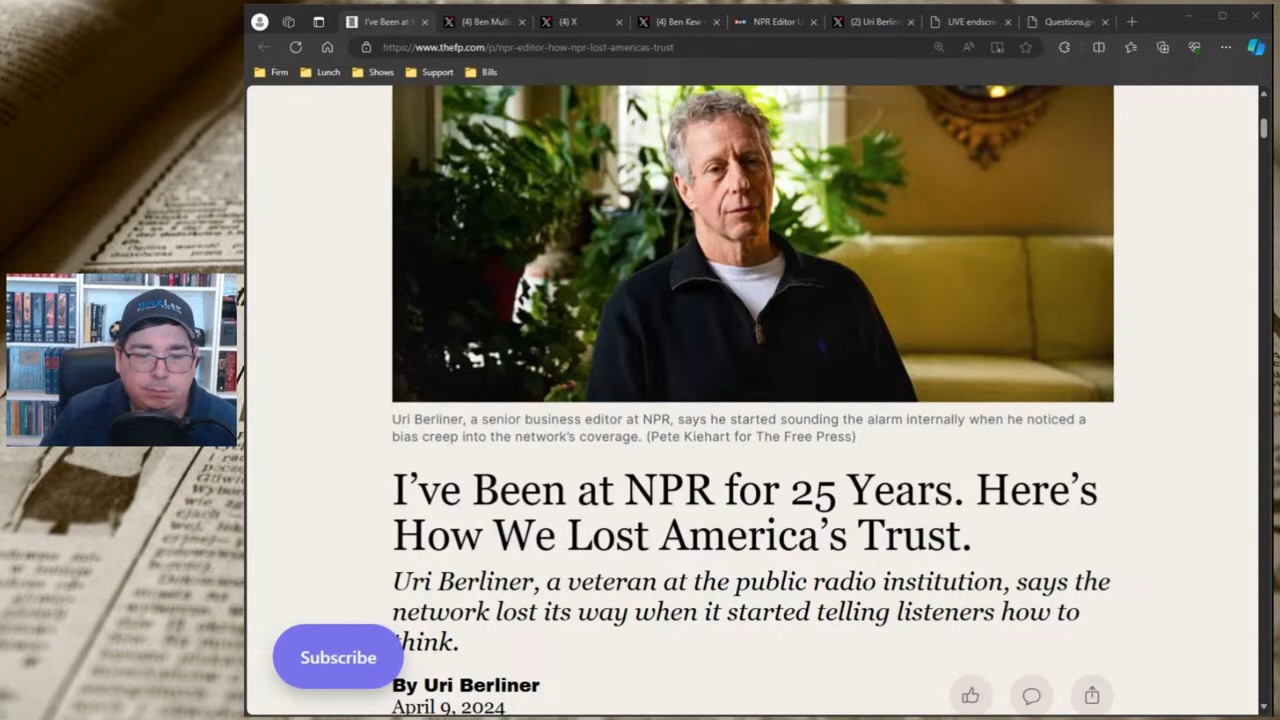 I've Been at
(4) Ben Mull
(4) X
(4) Ben Kew
NPR Editor U
(2) Uri Berlin
LIVE endscre
Questions.jp
https://www.thefp.com/p/npr-editor-how-npr-lost-americas-trust
Firm
Lunch
Shows
Support
Bills
Uri Berliner, a senior business editor at NPR, says he started sounding the alarm internally when he noticed a
bias creep into the network's coverage. (Pete Kiehart for The Free Press)
I've Been at NPR for 25 Years. Here's
How We Lost America's Trust.
Uri Berliner, a veteran at the public radio institution, says the
network lost its way when it started telling listeners how to
think.
Subscribe
By Uri Berliner
April 9, 2024